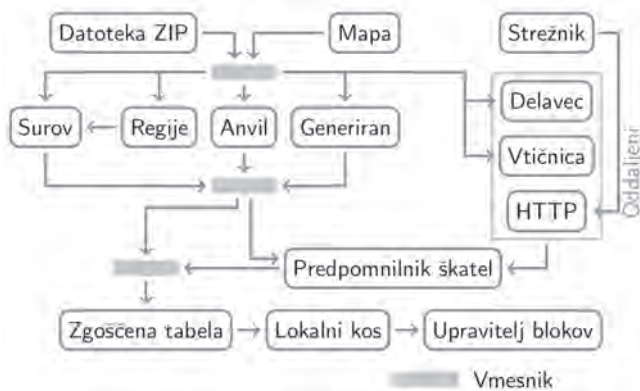 Datoteka ZIP
Mapa
Strežnik
Surov
Regije
Anvil
Generiran
Delavec
Vtičnica
HTTP
Oddaljeni
Predpomnilnik škatel
Zgoščena tabela
Lokalni kos
Upravitelj blokov
Vmesnik